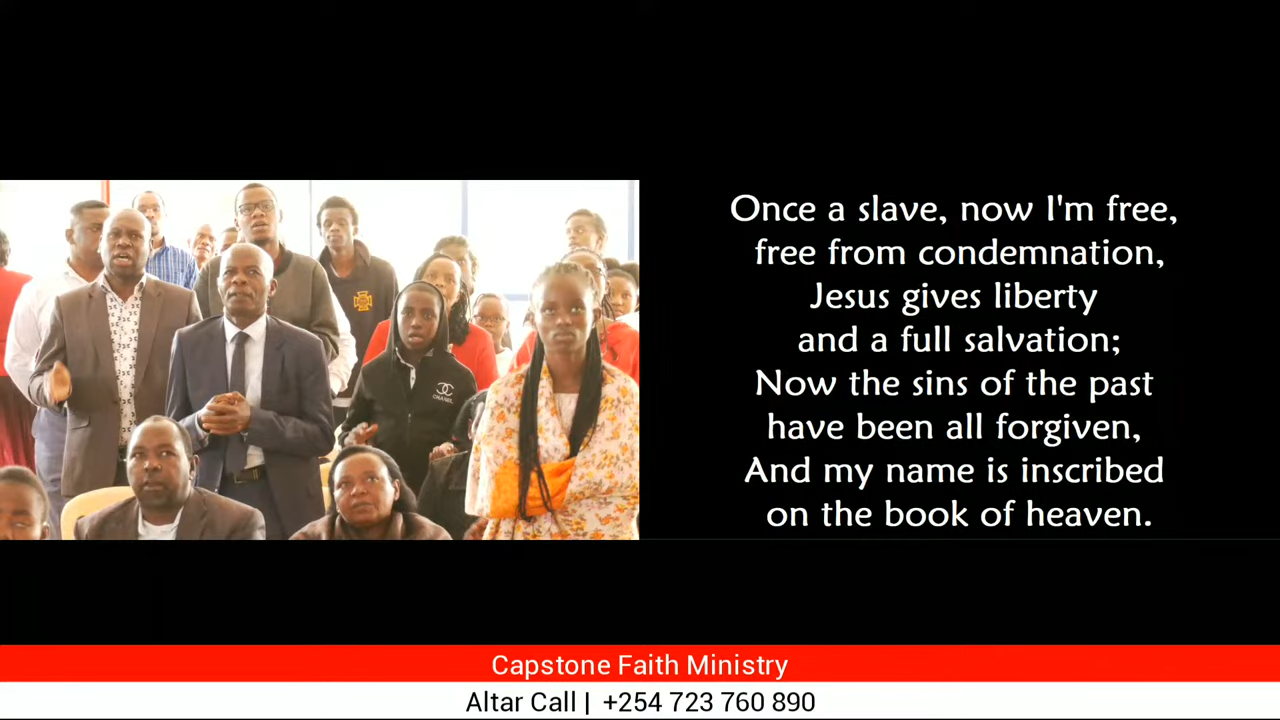 Once a slave, now I'm free,
free from condemnation,
Jesus gives liberty
and a full salvation;
Now the sins of the past
have been all forgiven,
And my name is inscribed
on the book of heaven.
CHANEL
Capstone Faith Ministry
Altar Call | +254 723 760 890